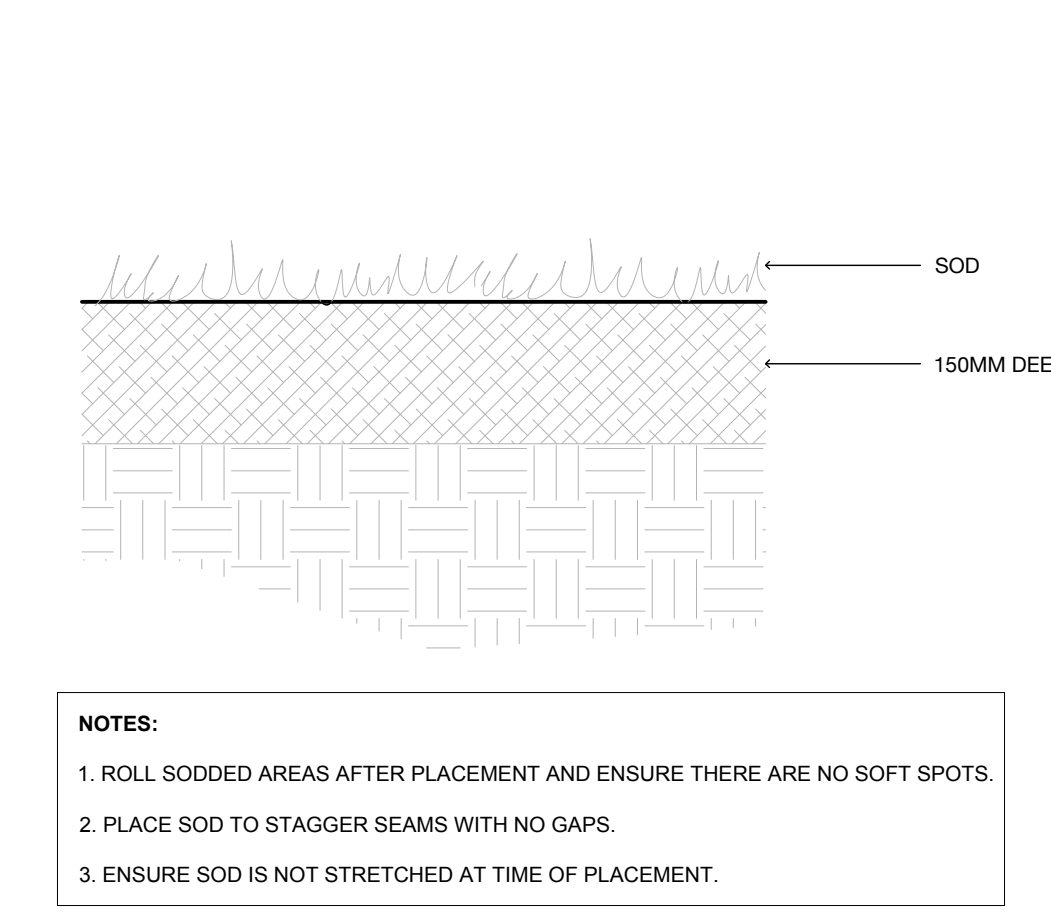 SOD
150MM DEE
NOTES:
1. ROLL SODDED AREAS AFTER PLACEMENT AND ENSURE THERE ARE NO SOFT SPOTS.
2. PLACE SOD TO STAGGER SEAMS WITH NO GAPS.
3. ENSURE SOD IS NOT STRETCHED AT TIME OF PLACEMENT.